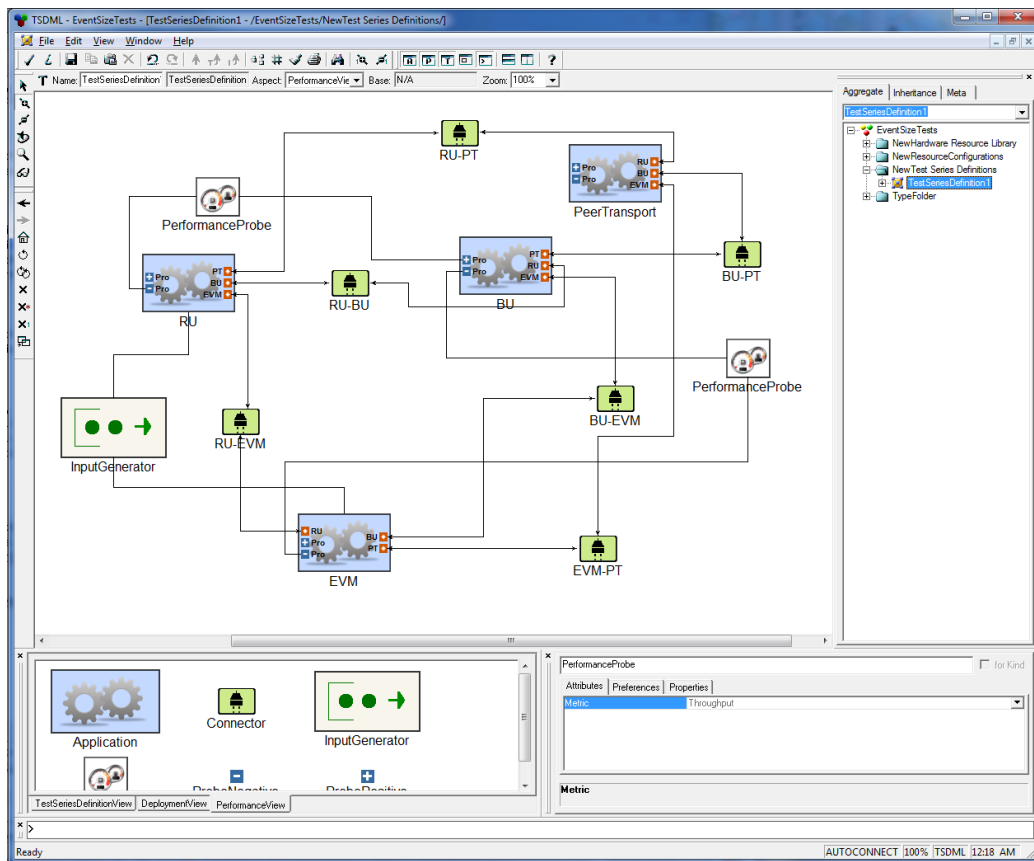 TSDML - EventSizeTests - [TestSeriesDefinition1 - /EventSizeTests/NewTest Series Definitions/]
File Edit View Window Help
Name: TestSeriesDefinition TestSeriesDefinition Aspect: PerformanceVie Base: N/A Zoom: 100%
RU-PT
RU
BU
EVM
Pro
Pro
PeerTransport
PerformanceProbe
PT
BU
EVM
Pro
Pro
RU
RU-BU
PT
RU
EVM
Pro
Pro
BU
BU-PT
PerformanceProbe
InputGenerator
RU-EVM
BU-EVM
RU
Pro
Pro
BU
PT
EVM
EVM-PT
Aggregate Inheritance Meta
TestSeriesDefinition1
EventSizeTests
NewHardware Resource Library
NewResourceConfigurations
NewTest Series Definitions
TestSeriesDefinition1
TypeFolder
Application
Connector
InputGenerator
ProbeNegative
ProbePositive
TestSeriesDefinitionView DeploymentView PerformanceView
PerformanceProbe
for Kind
Attributes Preferences Properties
Metric Throughput
Metric
>
Ready
AUTOCONNECT 100% TSDML 12:18 AM